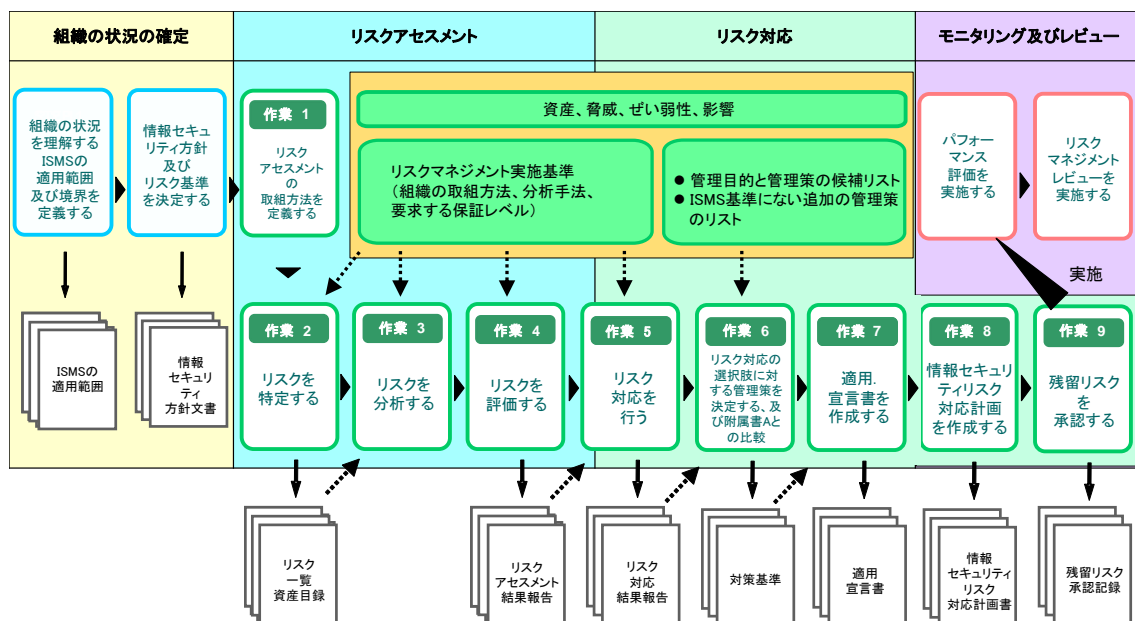 組織の状況の確定
リスクアセスメント
リスク対応
モニタリング及びレビュー
組織の状況
を理解する
ISMSの
適用範囲
及び境界を
定義する
情報セキュ
リティ方針
及び
リスク基準
を決定する
作業 1
リスク
アセスメント
の
取組方法を
定義する
資産、脅威、ぜい弱性、影響
リスクマネジメント実施基準
(組織の取組方法、分析手法、
要求する保証レベル)
● 管理目的と管理策の候補リスト
● ISMS基準にない追加の管理策
のリスト
パフォー
マンス
評価を
実施する
リスク
マネジメント
レビューを
実施する
実施
ISMSの
適用範囲
情報
セキュリ
ティ
方針文書
作業 2
リスクを
特定する
作業 3
リスクを
分析する
作業 4
リスクを
評価する
作業 5
リスク
対応を
行う
作業 6
リスク対応の
選択肢に対
する管理策を
決定する、及
び附属書Aと
の比較
作業 7
適用.
宣言書を
作成する
作業 8
情報セキュリ
ティリスク
対応計画
を作成する
作業 9
残留リスク
を
承認する
リスク
一覧
資産目録
リスク
アセスメント
結果報告
リスク
対応
結果報告
対策基準
適用
宣言書
情報
セキュリティ
リスク
対応計画書
残留リスク
承認記録